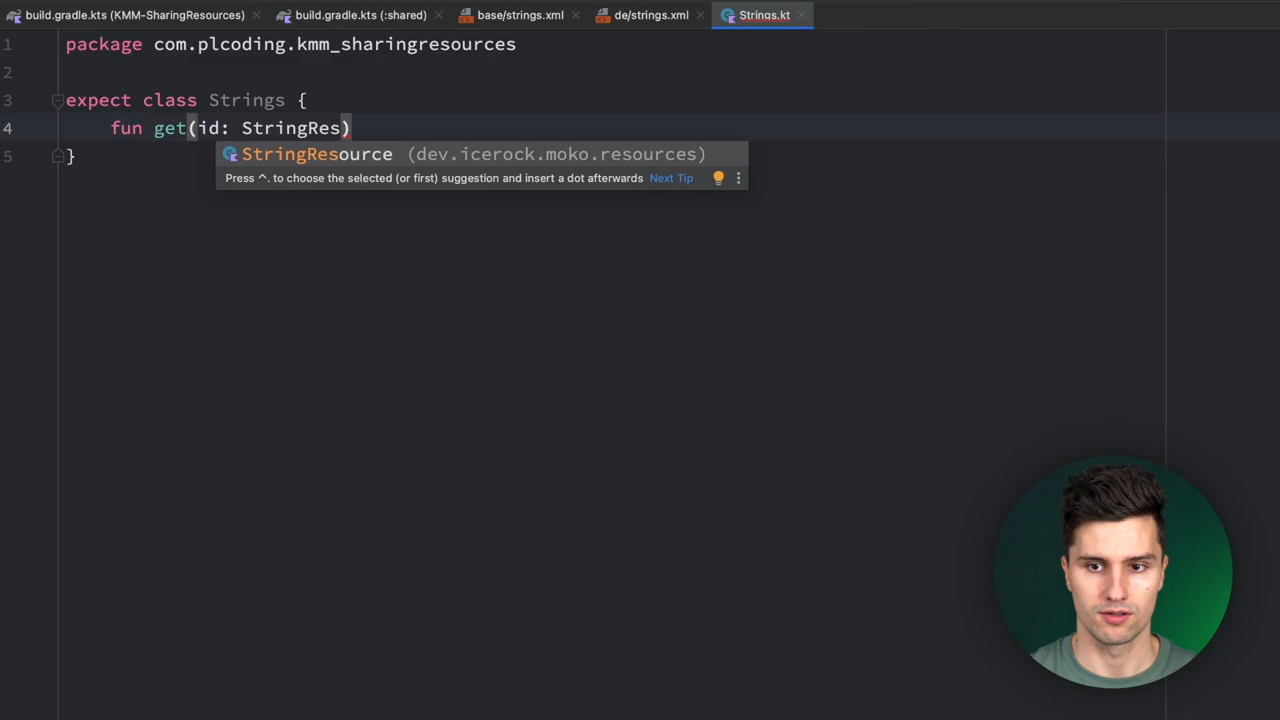 build.gradle.kts (KMM-SharingResources) build.gradle.kts (:shared) base/strings.xml de/strings.xml Strings.kt
1 package com.plcoding.kmm_sharingresources
2
3 expect class Strings {
4 fun get(id: StringRes)
StringResource (dev.icerock.moko.resources)
Press ^. to choose the selected (or first) suggestion and insert a dot afterwards Next Tip
5 }